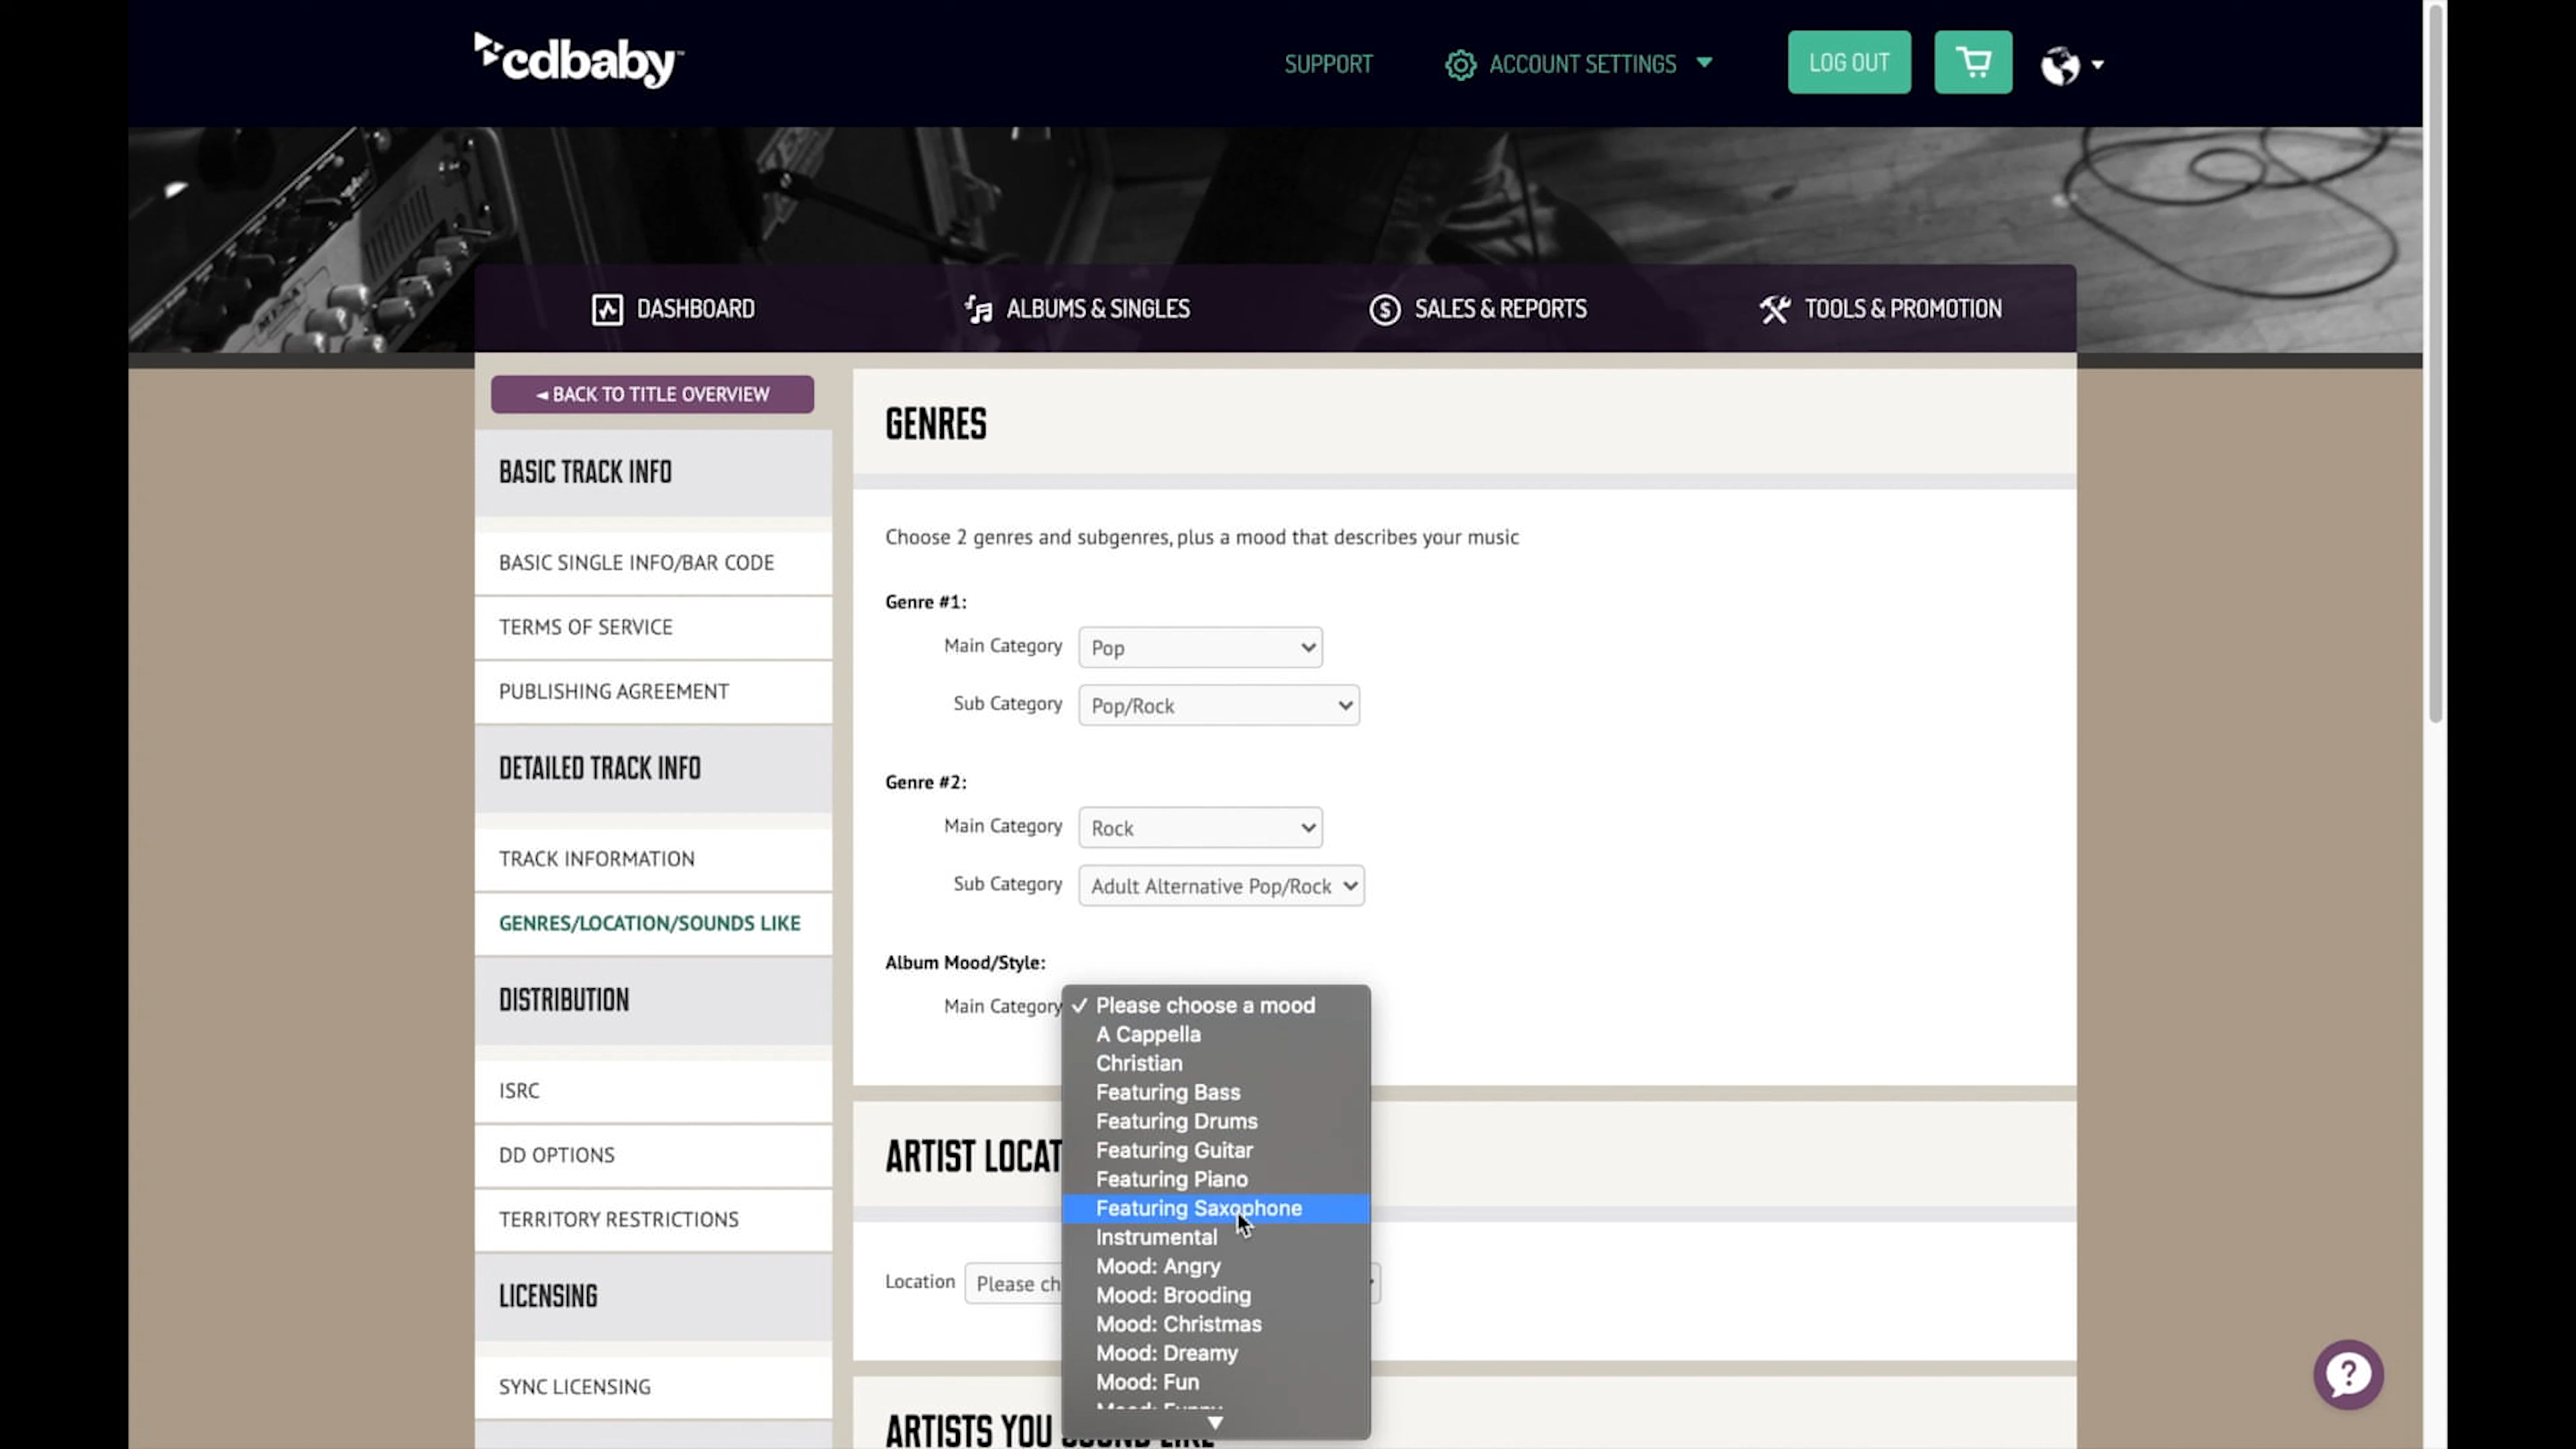 cdbaby
SUPPORT
ACCOUNT SETTINGS
LOG OUT
DASHBOARD
ALBUMS & SINGLES
SALES & REPORTS
TOOLS & PROMOTION
◄ BACK TO TITLE OVERVIEW
BASIC TRACK INFO
BASIC SINGLE INFO/BAR CODE
TERMS OF SERVICE
PUBLISHING AGREEMENT
DETAILED TRACK INFO
TRACK INFORMATION
GENRES/LOCATION/SOUNDS LIKE
DISTRIBUTION
ISRC
DD OPTIONS
TERRITORY RESTRICTIONS
LICENSING
SYNC LICENSING
GENRES
Choose 2 genres and subgenres, plus a mood that describes your music
Genre #1:
Main Category Pop
Sub Category Pop/Rock
Genre #2:
Main Category Rock
Sub Category Adult Alternative Pop/Rock
Album Mood/Style:
Main Category ✓ Please choose a mood
A Cappella
Christian
Featuring Bass
Featuring Drums
Featuring Guitar
Featuring Piano
Featuring Saxophone
Instrumental
Mood: Angry
Mood: Brooding
Mood: Christmas
Mood: Dreamy
Mood: Fun
ARTIST LOCAT
Location Please ch
ARTISTS YOU SOUND LIKE